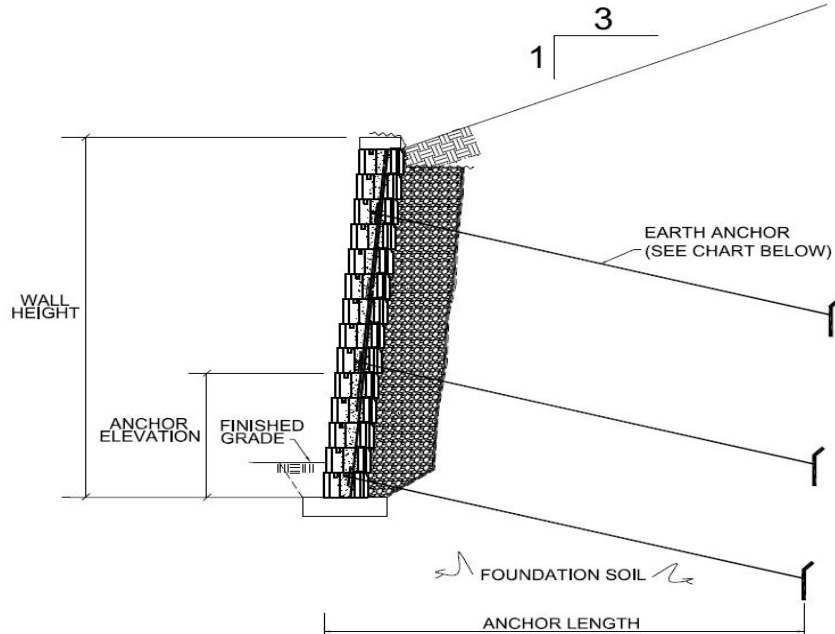 3
1
EARTH ANCHOR
(SEE CHART BELOW)
WALL
HEIGHT
ANCHOR
ELEVATION
FINISHED
GRADE
FOUNDATION SOIL
ANCHOR LENGTH